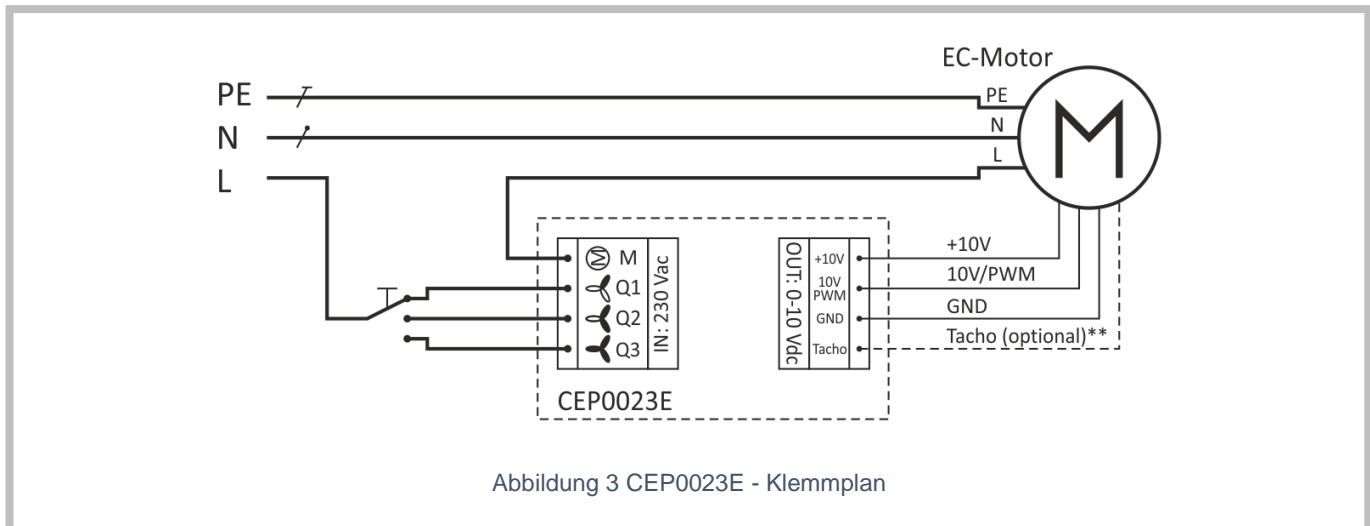 EC-Motor
PE
PE
N
N
L
L
M
M
M
Q1
Q2
Q3
IN: 230 Vac
OUT: 0-10 Vdc
+10V
10V
PWM
GND
Tacho
+10V
10V/PWM
GND
Tacho (optional)**
CEP0023E
Abbildung 3 CEP0023E - Klemmplan